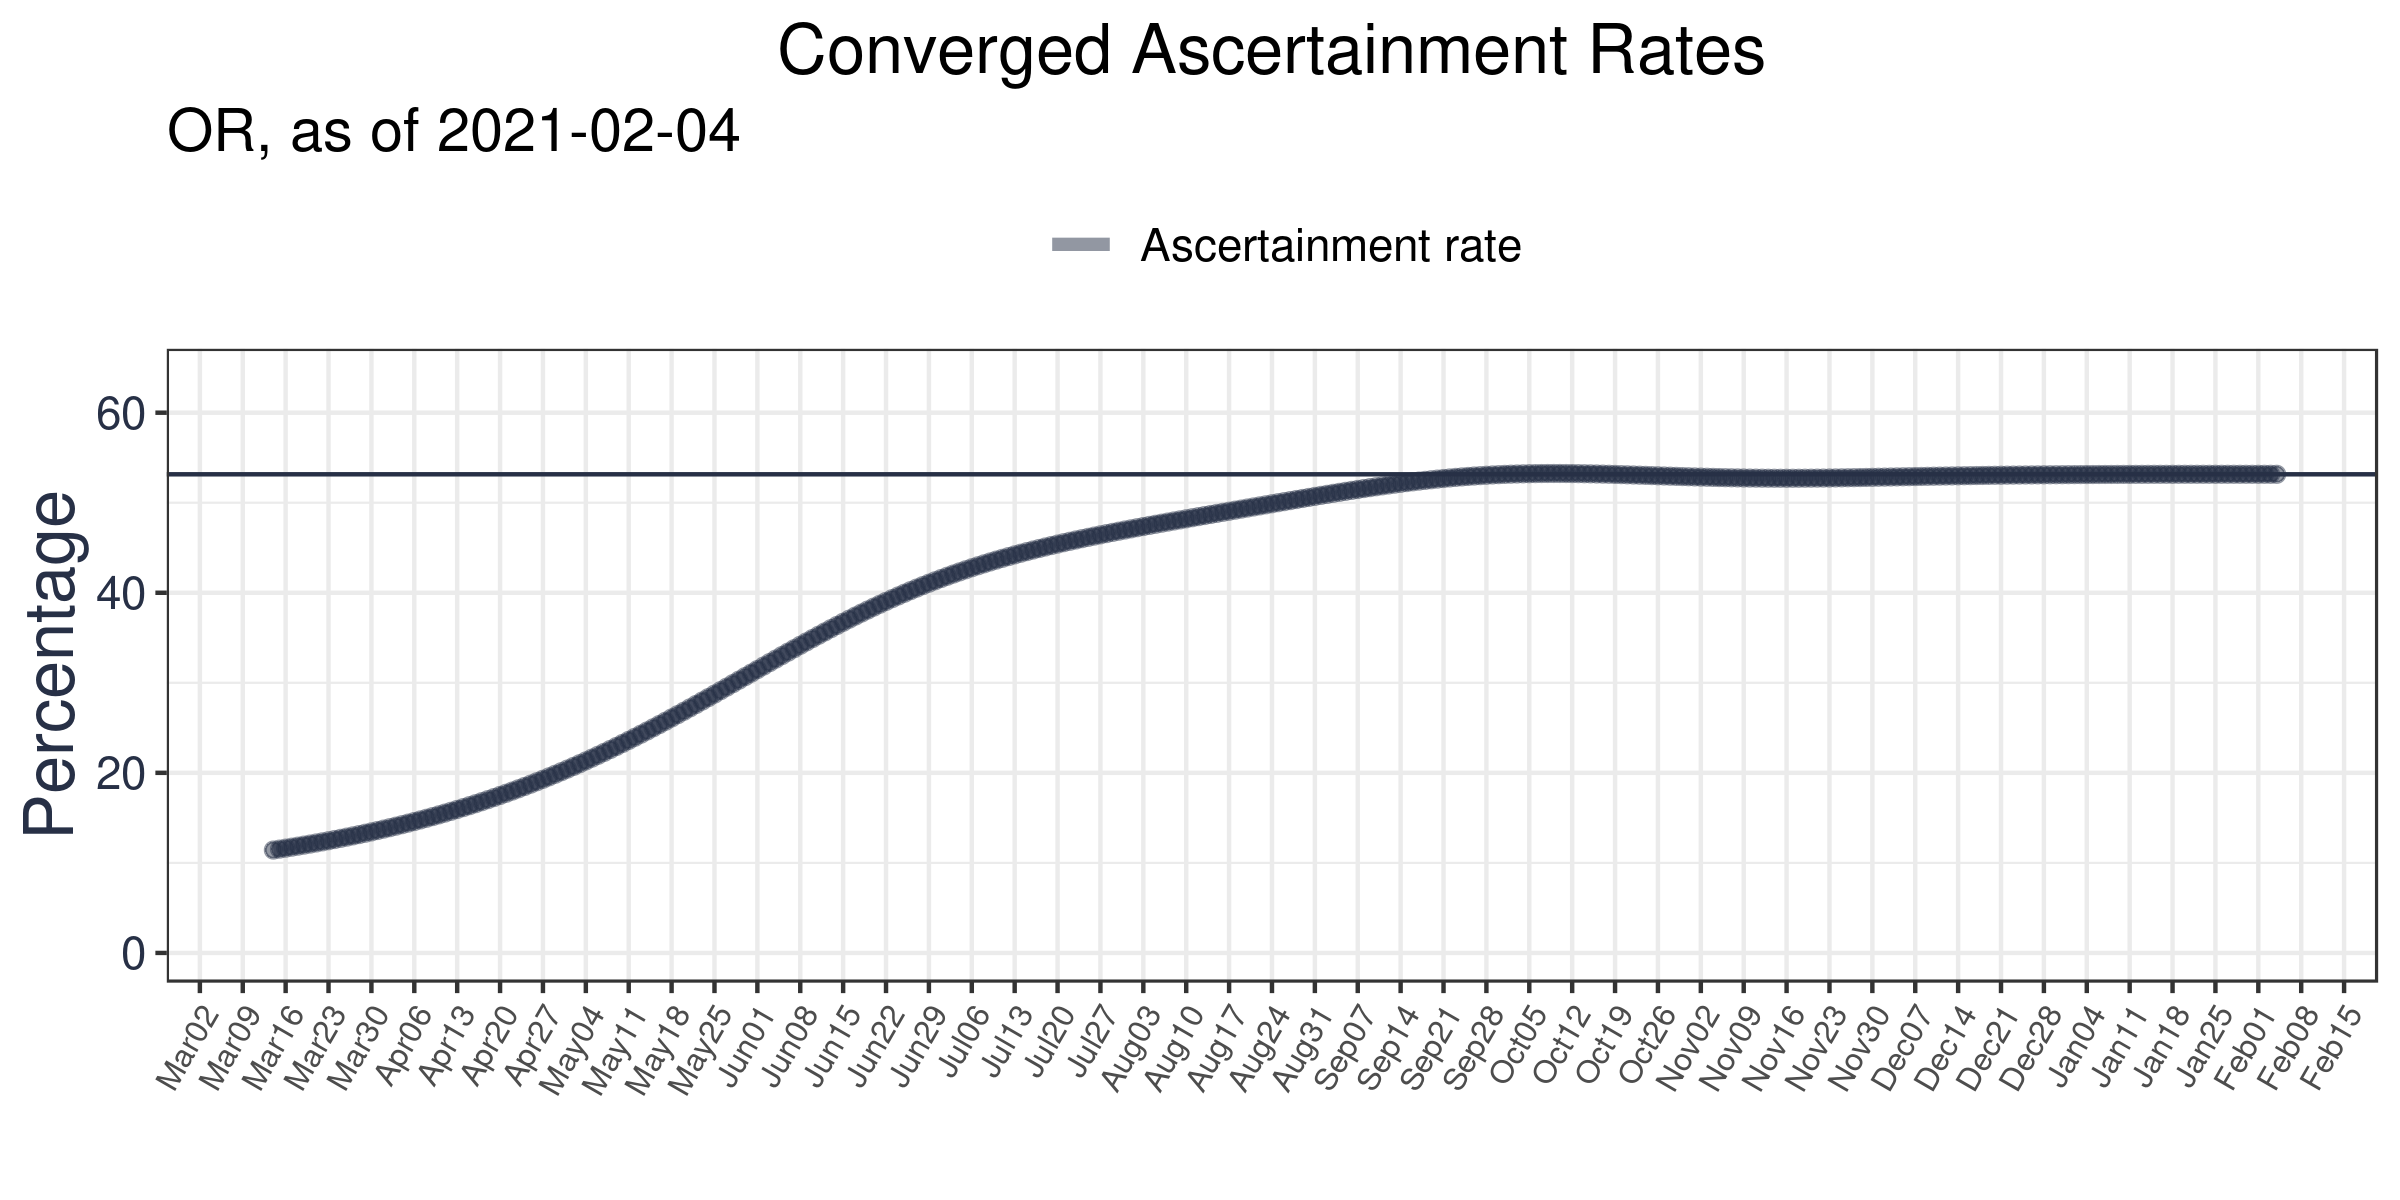 Converged Ascertainment Rates
OR, as of 2021-02-04
Ascertainment rate
Percentage
60
40
20
0
Mar02
Mar09
Mar16
Mar23
Mar30
Apr06
Apr13
Apr20
Apr27
May04
May11
May18
May25
Jun01
Jun08
Jun15
Jun22
Jun29
Jul06
Jul13
Jul20
Jul27
Aug03
Aug10
Aug17
Aug24
Aug31
Sep07
Sep14
Sep21
Sep28
Oct05
Oct12
Oct19
Oct26
Nov02
Nov09
Nov16
Nov23
Nov30
Dec07
Dec14
Dec21
Dec28
Jan04
Jan11
Jan18
Jan25
Feb01
Feb08
Feb15